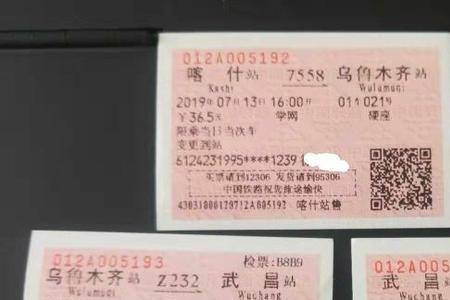 012A005192
喀什站 7558 乌鲁木齐站
Kashi Wulumuqi
2019年07月13日16:00开 01车021号
￥36.5元 学网 硬座
限乘当日当次车
变更到站
6124231995****1239
买票请到12306 发货请到95306
中国铁路祝您旅途愉快
喀什站售
012A005193 检票:B8B9
乌鲁木齐站 Z232 武昌站
Wulumuqi Wuchang
012A005
武昌
Wuchang